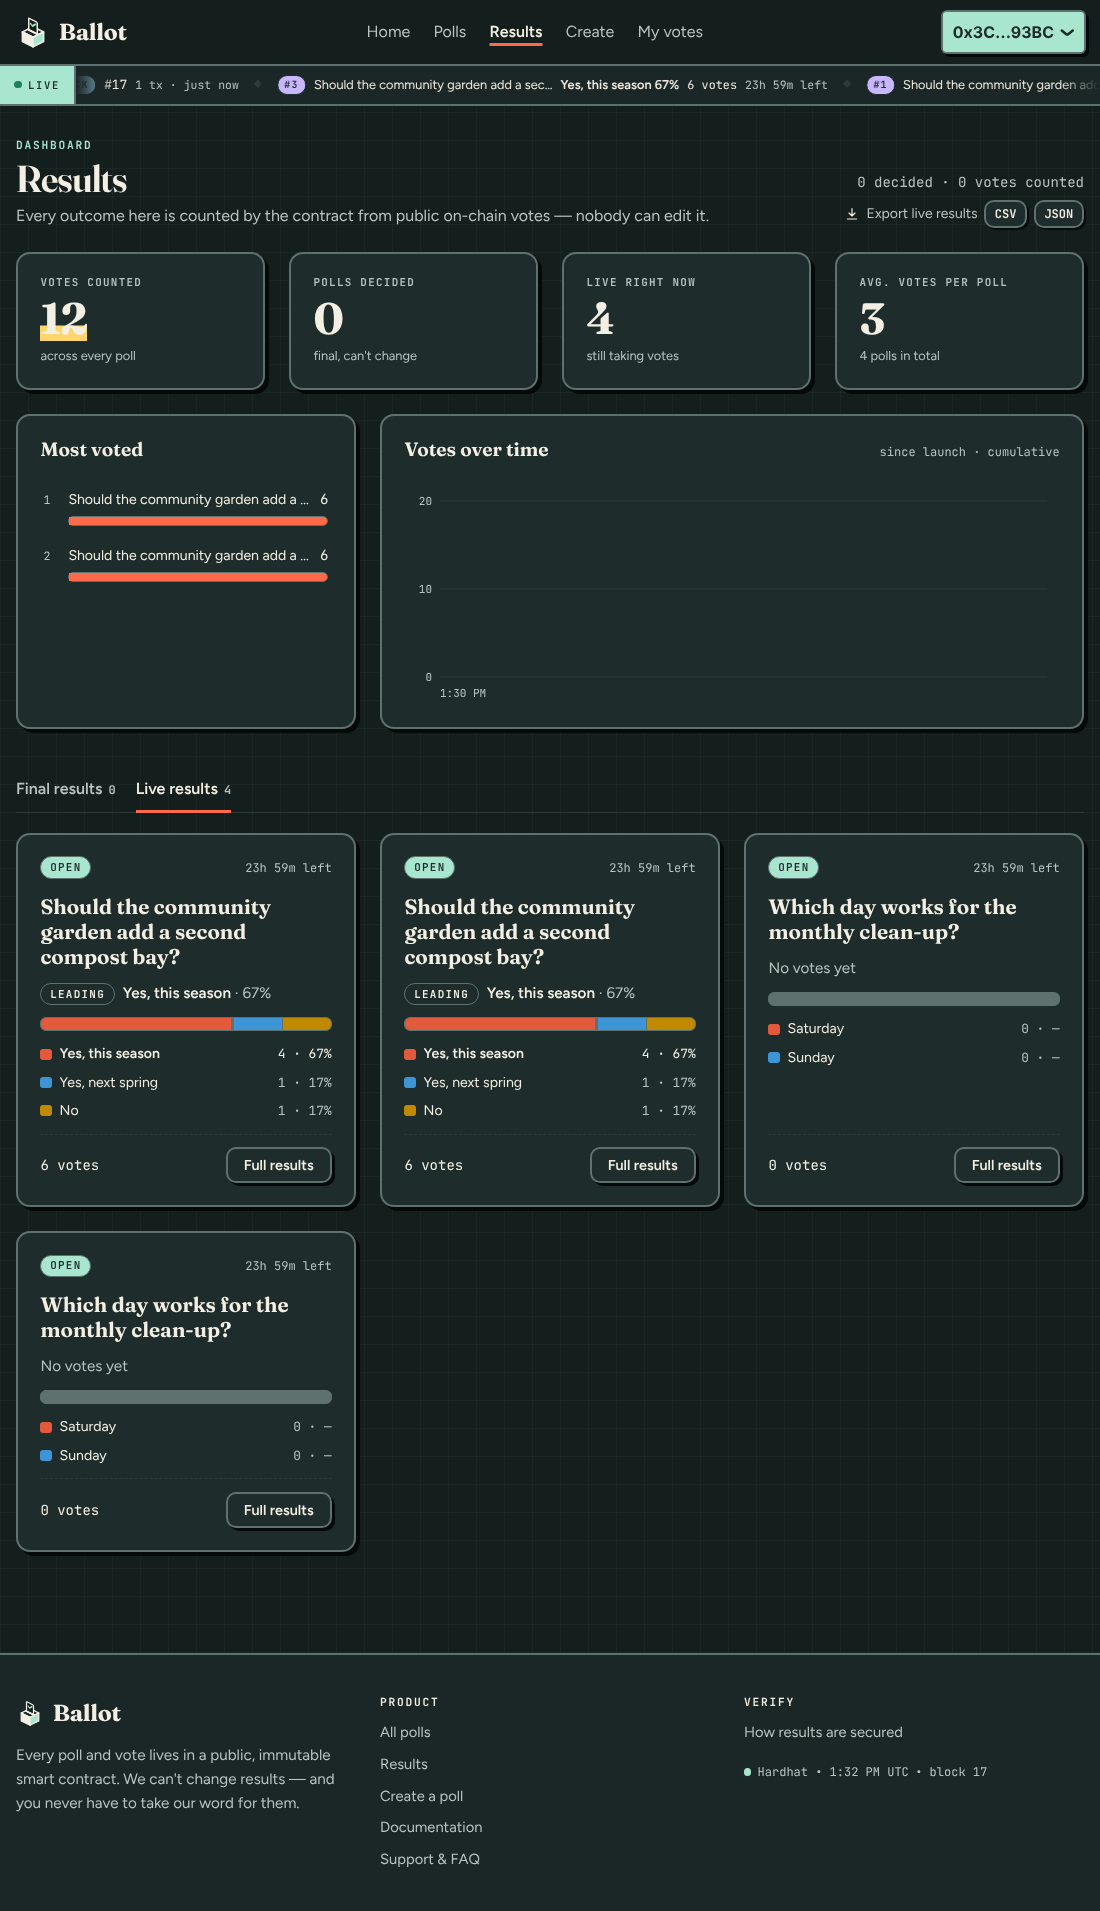 Ballot
Home Polls Results Create My votes
0x3C...93BC
LIVE #17 1 tx · just now #3 Should the community garden add a sec... Yes, this season 67% 6 votes 23h 59m left #1 Should the community garden
DASHBOARD
Results
0 decided · 0 votes counted
Every outcome here is counted by the contract from public on-chain votes — nobody can edit it.
Export live results CSV JSON
VOTES COUNTED
12
across every poll
POLLS DECIDED
0
final, can't change
LIVE RIGHT NOW
4
still taking votes
AVG. VOTES PER POLL
3
4 polls in total
Most voted
1 Should the community garden add a ... 6
2 Should the community garden add a ... 6
Votes over time
since launch · cumulative
20
10
0
1:30 PM
Final results 0 Live results 4
OPEN 23h 59m left
Should the community
garden add a second
compost bay?
LEADING Yes, this season · 67%
Yes, this season 4 · 67%
Yes, next spring 1 · 17%
No 1 · 17%
6 votes Full results
OPEN 23h 59m left
Should the community
garden add a second
compost bay?
LEADING Yes, this season · 67%
Yes, this season 4 · 67%
Yes, next spring 1 · 17%
No 1 · 17%
6 votes Full results
OPEN 23h 59m left
Which day works for the
monthly clean-up?
No votes yet
Saturday 0 · —
Sunday 0 · —
0 votes Full results
OPEN 23h 59m left
Which day works for the
monthly clean-up?
No votes yet
Saturday 0 · —
Sunday 0 · —
0 votes Full results
Ballot
Every poll and vote lives in a public, immutable
smart contract. We can't change results — and
you never have to take our word for them.
PRODUCT
All polls
Results
Create a poll
Documentation
Support & FAQ
VERIFY
How results are secured
Hardhat • 1:32 PM UTC • block 17